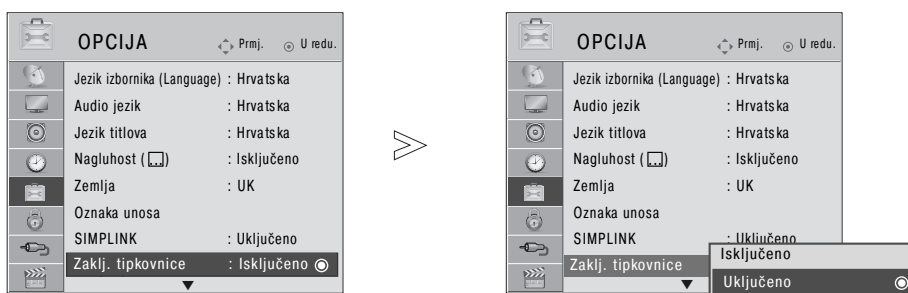 OPCIJA Prmj. U redu.
Jezik izbornika (Language) : Hrvatska
Audio jezik : Hrvatska
Jezik titlova : Hrvatska
Nagluhost ( ) : Isključeno
Zemlja : UK
Oznaka unosa
SIMPLINK : Uključeno
Zaklj. tipkovnice : Isključeno
OPCIJA Prmj. U redu.
Jezik izbornika (Language) : Hrvatska
Audio jezik : Hrvatska
Jezik titlova : Hrvatska
Nagluhost ( ) : Isključeno
Zemlja : UK
Oznaka unosa
SIMPLINK : Uključeno
Zaklj. tipkovnice
Isključeno
Uključeno